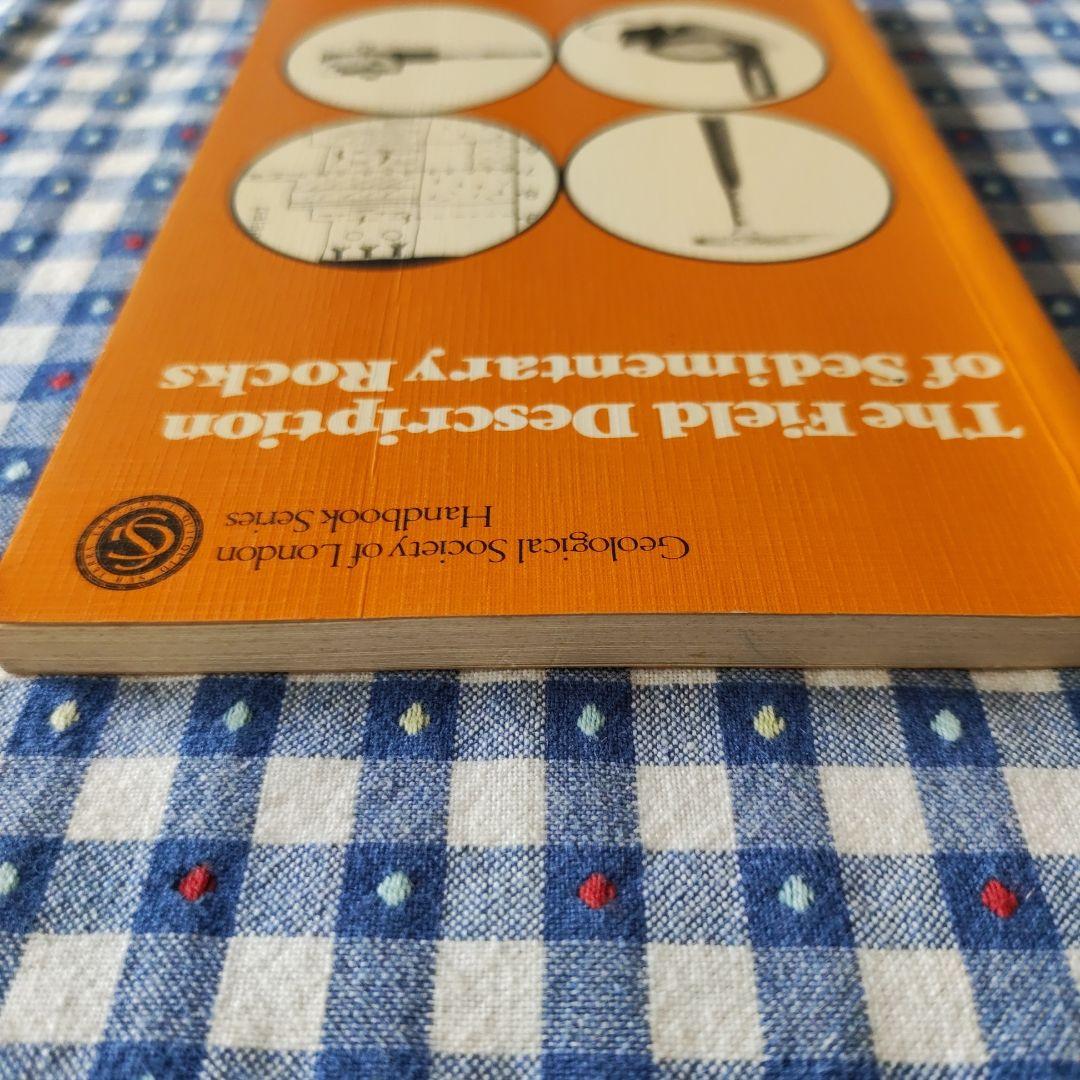 Geological Society of London
Handbook Series
The Field Description
of Sedimentary Rocks